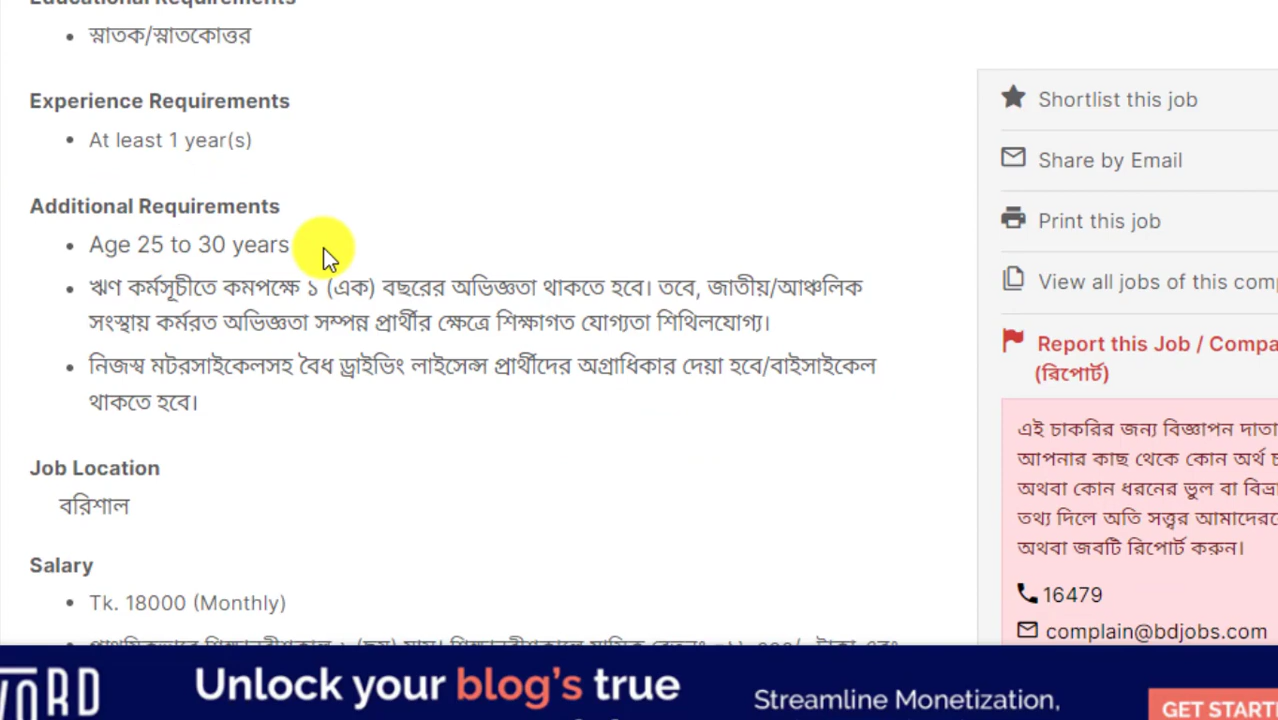 Educational Requirements
স্নাতক/স্নাতকোত্তর
Experience Requirements
At least 1 year(s)
Additional Requirements
Age 25 to 30 years
ঋণ কর্মসূচীতে কমপক্ষে ১ (এক) বছরের অভিজ্ঞতা থাকতে হবে। তবে, জাতীয়/আঞ্চলিক
সংস্থায় কর্মরত অভিজ্ঞতা সম্পন্ন প্রার্থীর ক্ষেত্রে শিক্ষাগত যোগ্যতা শিথিলযোগ্য।
নিজস্ব মটরসাইকেলসহ বৈধ ড্রাইভিং লাইসেন্স প্রার্থীদের অগ্রাধিকার দেয়া হবে/বাইসাইকেল
থাকতে হবে।
Job Location
বরিশাল
Salary
Tk. 18000 (Monthly)
Shortlist this job
Share by Email
Print this job
View all jobs of this
Report this Job /
(রিপোর্ট)
এই চাকরির জন্য বিজ্ঞাপন
আপনার কাছ থেকে কোন অর্থ
অথবা কোন ধরনের ভুল বা
তথ্য দিলে অতি সত্ত্বর
অথবা জবটি রিপোর্ট করুন।
16479
complain@bdjobs.com
Unlock your blog's true
Streamline Monetization,
GET